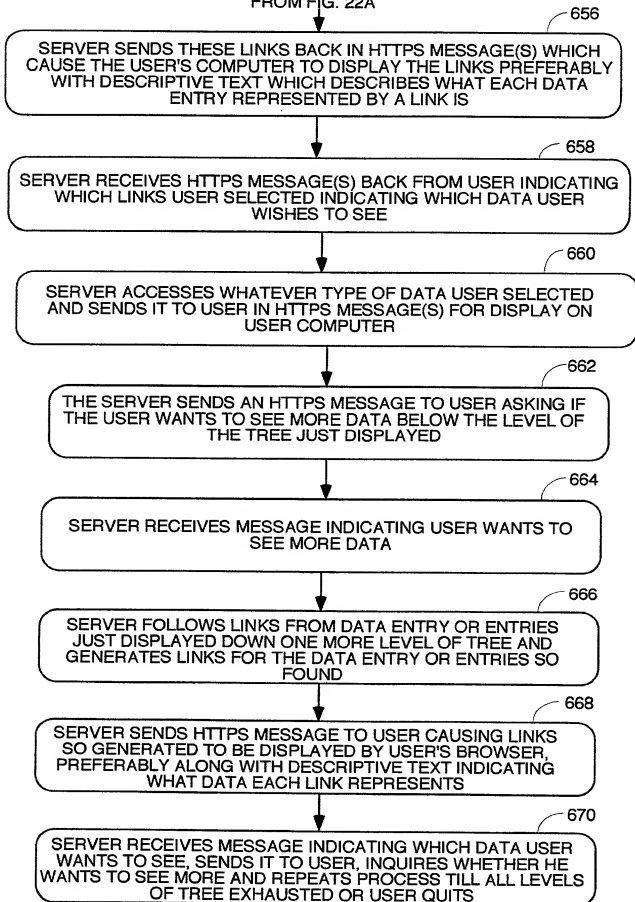 FROM FIG. 22A
656
SERVER SENDS THESE LINKS BACK IN HTTPS MESSAGE(S) WHICH
CAUSE THE USER'S COMPUTER TO DISPLAY THE LINKS PREFERABLY
WITH DESCRIPTIVE TEXT WHICH DESCRIBES WHAT EACH DATA
ENTRY REPRESENTED BY A LINK IS
658
SERVER RECEIVES HTTPS MESSAGE(S) BACK FROM USER INDICATING
WHICH LINKS USER SELECTED INDICATING WHICH DATA USER
WISHES TO SEE
660
SERVER ACCESSES WHATEVER TYPE OF DATA USER SELECTED
AND SENDS IT TO USER IN HTTPS MESSAGE(S) FOR DISPLAY ON
USER COMPUTER
662
THE SERVER SENDS AN HTTPS MESSAGE TO USER ASKING IF
THE USER WANTS TO SEE MORE DATA BELOW THE LEVEL OF
THE TREE JUST DISPLAYED
664
SERVER RECEIVES MESSAGE INDICATING USER WANTS TO
SEE MORE DATA
666
SERVER FOLLOWS LINKS FROM DATA ENTRY OR ENTRIES
JUST DISPLAYED DOWN ONE MORE LEVEL OF TREE AND
GENERATES LINKS FOR THE DATA ENTRY OR ENTRIES SO
FOUND
668
SERVER SENDS HTTPS MESSAGE TO USER CAUSING LINKS
SO GENERATED TO BE DISPLAYED BY USER'S BROWSER,
PREFERABLY ALONG WITH DESCRIPTIVE TEXT INDICATING
WHAT DATA EACH LINK REPRESENTS
670
SERVER RECEIVES MESSAGE INDICATING WHICH DATA USER
WANTS TO SEE, SENDS IT TO USER, INQUIRES WHETHER HE
WANTS TO SEE MORE AND REPEATS PROCESS TILL ALL LEVELS
OF TREE EXHAUSTED OR USER QUITS